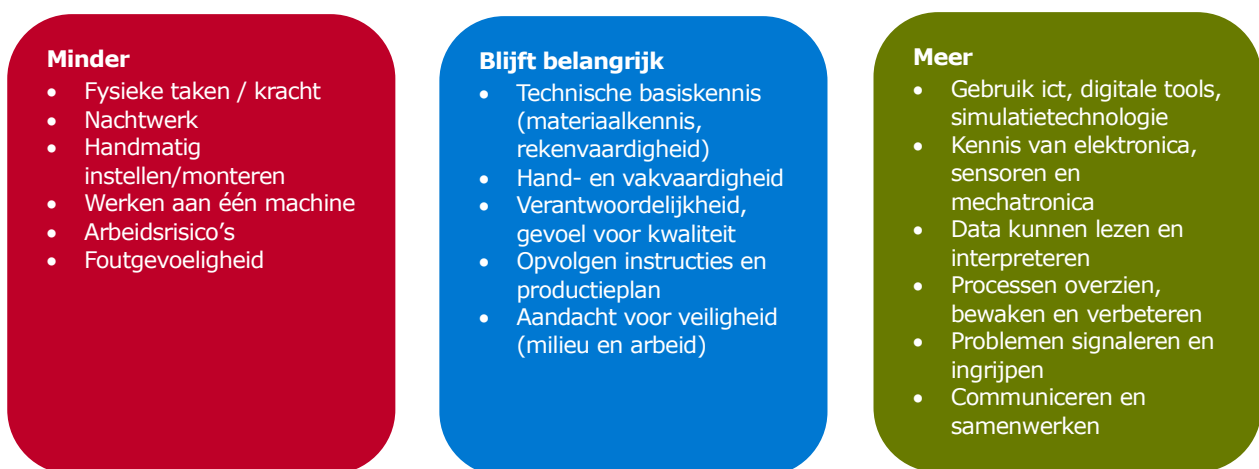 Minder
• Fysieke taken / kracht
• Nachtwerk
• Handmatig
instellen/monteren
• Werken aan één machine
• Arbeidsrisico’s
• Foutgevoeligheid
Blijft belangrijk
• Technische basiskennis
(materiaalkennis,
rekenvaardigheid)
• Hand- en vakvaardigheid
• Verantwoordelijkheid,
gevoel voor kwaliteit
• Opvolgen instructies en
productieplan
• Aandacht voor veiligheid
(milieu en arbeid)
Meer
• Gebruik ict, digitale tools,
simulatietechnologie
• Kennis van elektronica,
sensoren en
mechatronica
• Data kunnen lezen en
interpreteren
• Processen overzien,
bewaken en verbeteren
• Problemen signaleren en
ingrijpen
• Communiceren en
samenwerken